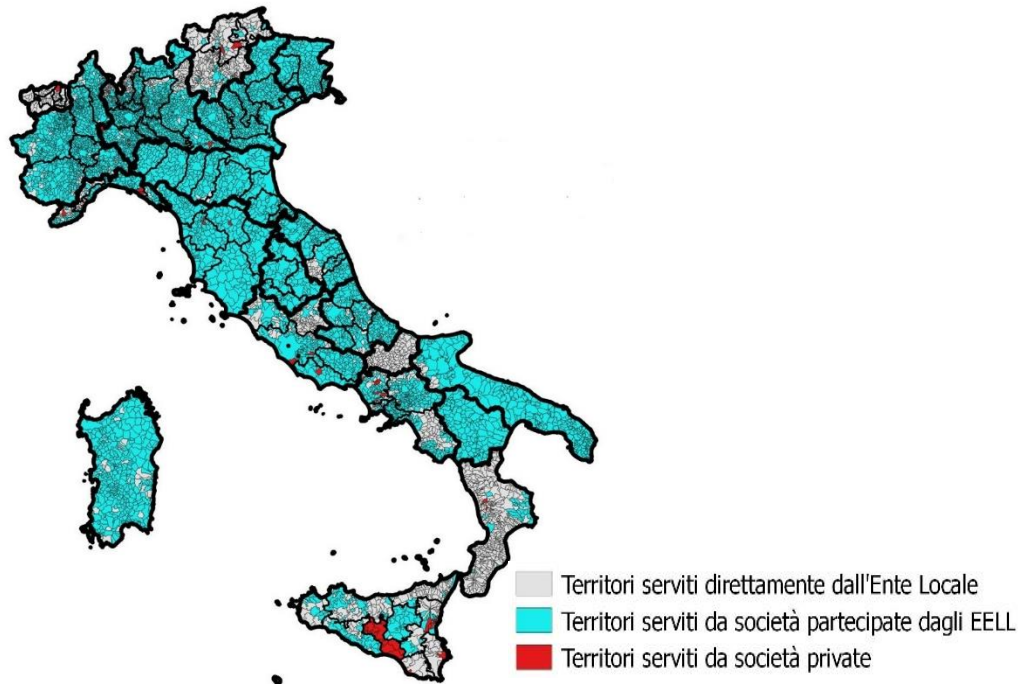 Territori serviti direttamente dall'Ente Locale
Territori serviti da società partecipate dagli EELL
Territori serviti da società private